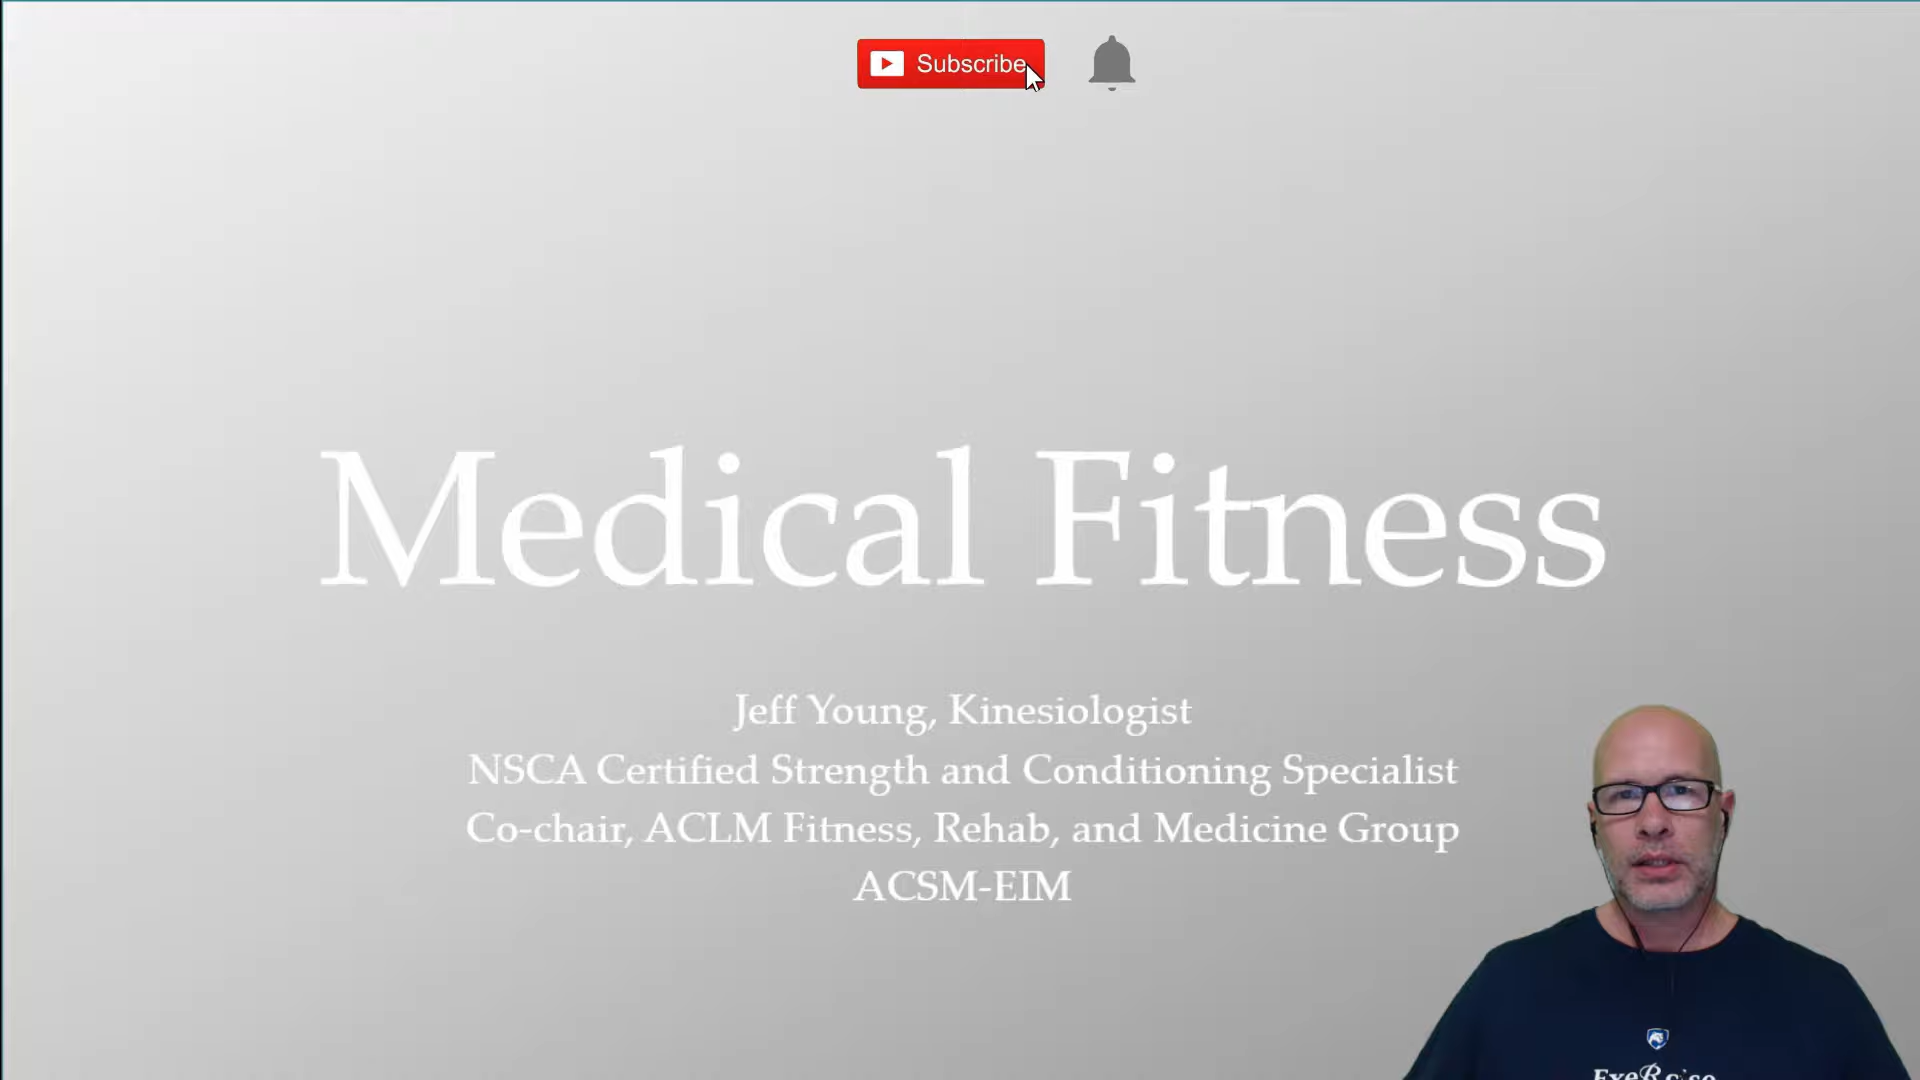 Subscribe
Medical Fitness
Jeff Young, Kinesiologist
NSCA Certified Strength and Conditioning Specialist
Co-chair, ACLM Fitness, Rehab, and Medicine Group
ACSM-EIM